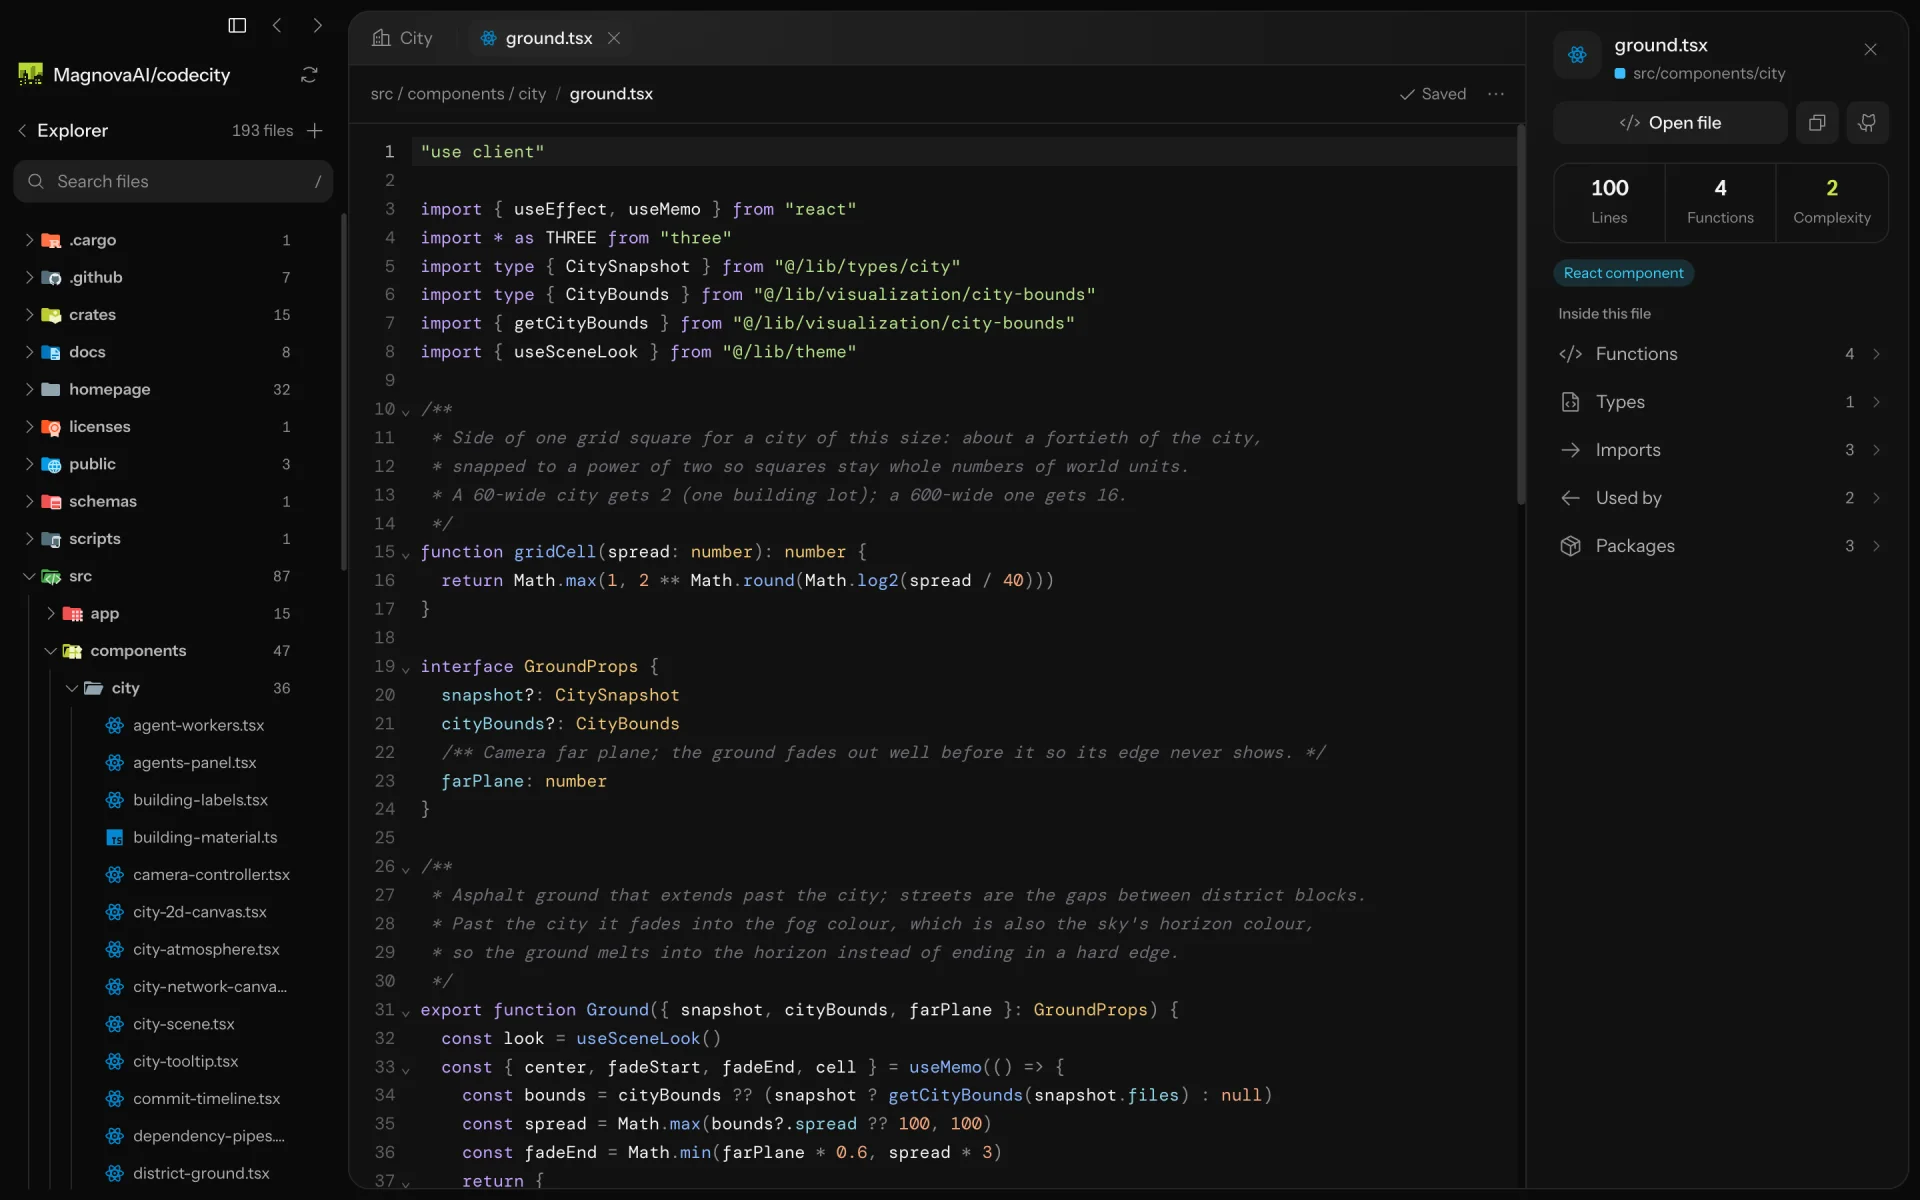 MagnovaAI/codecity
Explorer 193 files
Search files /
.cargo 1
.github 7
crates 15
docs 8
homepage 32
licenses 1
public 3
schemas 1
scripts 1
src 87
app 15
components 47
city 36
agent-workers.tsx
agents-panel.tsx
building-labels.tsx
TS building-material.ts
camera-controller.tsx
city-2d-canvas.tsx
city-atmosphere.tsx
city-network-canva...
city-scene.tsx
city-tooltip.tsx
commit-timeline.tsx
dependency-pipes....
district-ground.tsx
City ground.tsx
src / components / city / ground.tsx Saved
1 "use client"
2
3 import { useEffect, useMemo } from "react"
4 import * as THREE from "three"
5 import type { CitySnapshot } from "@/lib/types/city"
6 import type { CityBounds } from "@/lib/visualization/city-bounds"
7 import { getCityBounds } from "@/lib/visualization/city-bounds"
8 import { useSceneLook } from "@/lib/theme"
9
10 /**
11 * Side of one grid square for a city of this size: about a fortieth of the city,
12 * snapped to a power of two so squares stay whole numbers of world units.
13 * A 60-wide city gets 2 (one building lot); a 600-wide one gets 16.
14 */
15 function gridCell(spread: number): number {
16 return Math.max(1, 2 ** Math.round(Math.log2(spread / 40)))
17 }
18
19 interface GroundProps {
20 snapshot?: CitySnapshot
21 cityBounds?: CityBounds
22 /** Camera far plane; the ground fades out well before it so its edge never shows. */
23 farPlane: number
24 }
25
26 /**
27 * Asphalt ground that extends past the city; streets are the gaps between district blocks.
28 * Past the city it fades into the fog colour, which is also the sky's horizon colour,
29 * so the ground melts into the horizon instead of ending in a hard edge.
30 */
31 export function Ground({ snapshot, cityBounds, farPlane }: GroundProps) {
32 const look = useSceneLook()
33 const { center, fadeStart, fadeEnd, cell } = useMemo(() => {
34 const bounds = cityBounds ?? (snapshot ? getCityBounds(snapshot.files) : null)
35 const spread = Math.max(bounds?.spread ?? 100, 100)
36 const fadeEnd = Math.min(farPlane * 0.6, spread * 3)
37 return {
ground.tsx
src/components/city
</> Open file
100 4 2
Lines Functions Complexity
React component
Inside this file
</> Functions 4
Types 1
Imports 3
Used by 2
Packages 3